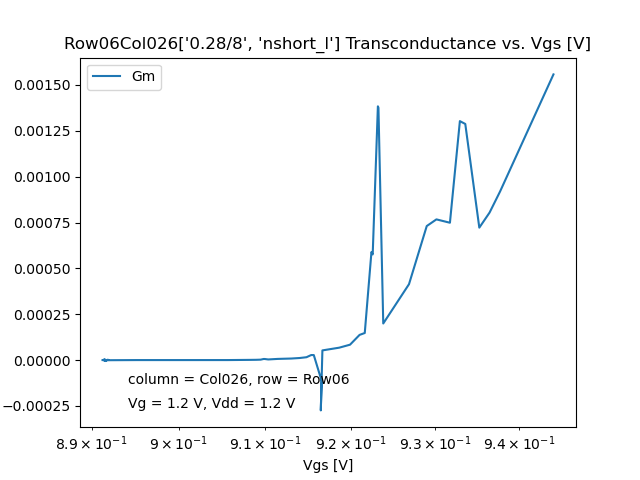 Row06Col026['0.28/8', 'nshort_l'] Transconductance vs. Vgs [V]
Gm
0.00150
0.00125
0.00100
0.00075
0.00050
0.00025
0.00000
−0.00025
column = Col026, row = Row06
Vg = 1.2 V, Vdd = 1.2 V
8.9 × 10⁻¹ 9 × 10⁻¹ 9.1 × 10⁻¹ 9.2 × 10⁻¹ 9.3 × 10⁻¹ 9.4 × 10⁻¹
Vgs [V]